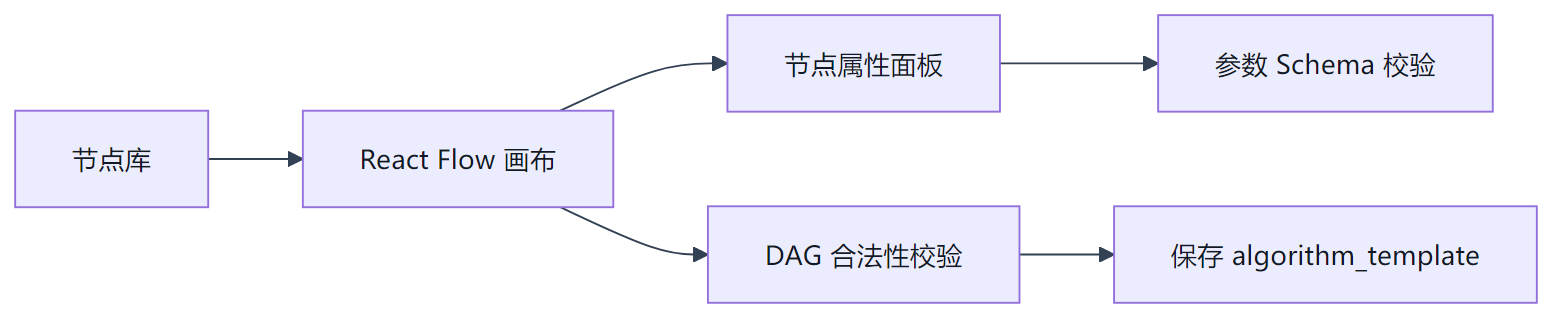 节点库
React Flow 画布
节点属性面板
参数 Schema 校验
DAG 合法性校验
保存 algorithm_template